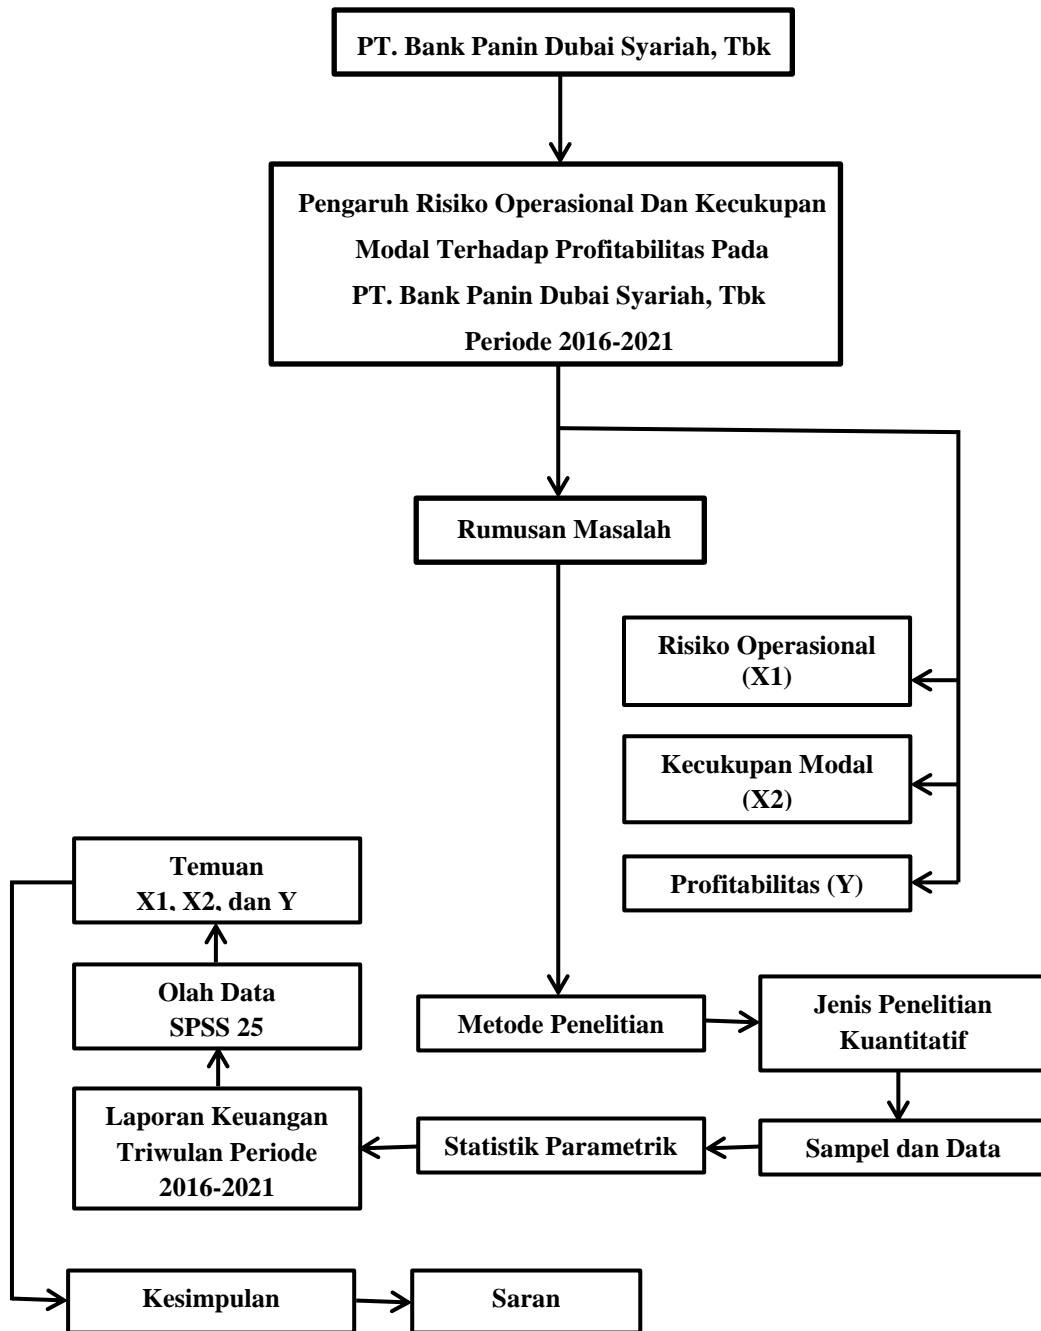 PT. Bank Panin Dubai Syariah, Tbk
Pengaruh Risiko Operasional Dan Kecukupan
Modal Terhadap Profitabilitas Pada
PT. Bank Panin Dubai Syariah, Tbk
Periode 2016-2021
Rumusan Masalah
Risiko Operasional
(X1)
Kecukupan Modal
(X2)
Profitabilitas (Y)
Metode Penelitian
Jenis Penelitian
Kuantitatif
Sampel dan Data
Statistik Parametrik
Laporan Keuangan
Triwulan Periode
2016-2021
Olah Data
SPSS 25
Temuan
X1, X2, dan Y
Kesimpulan
Saran